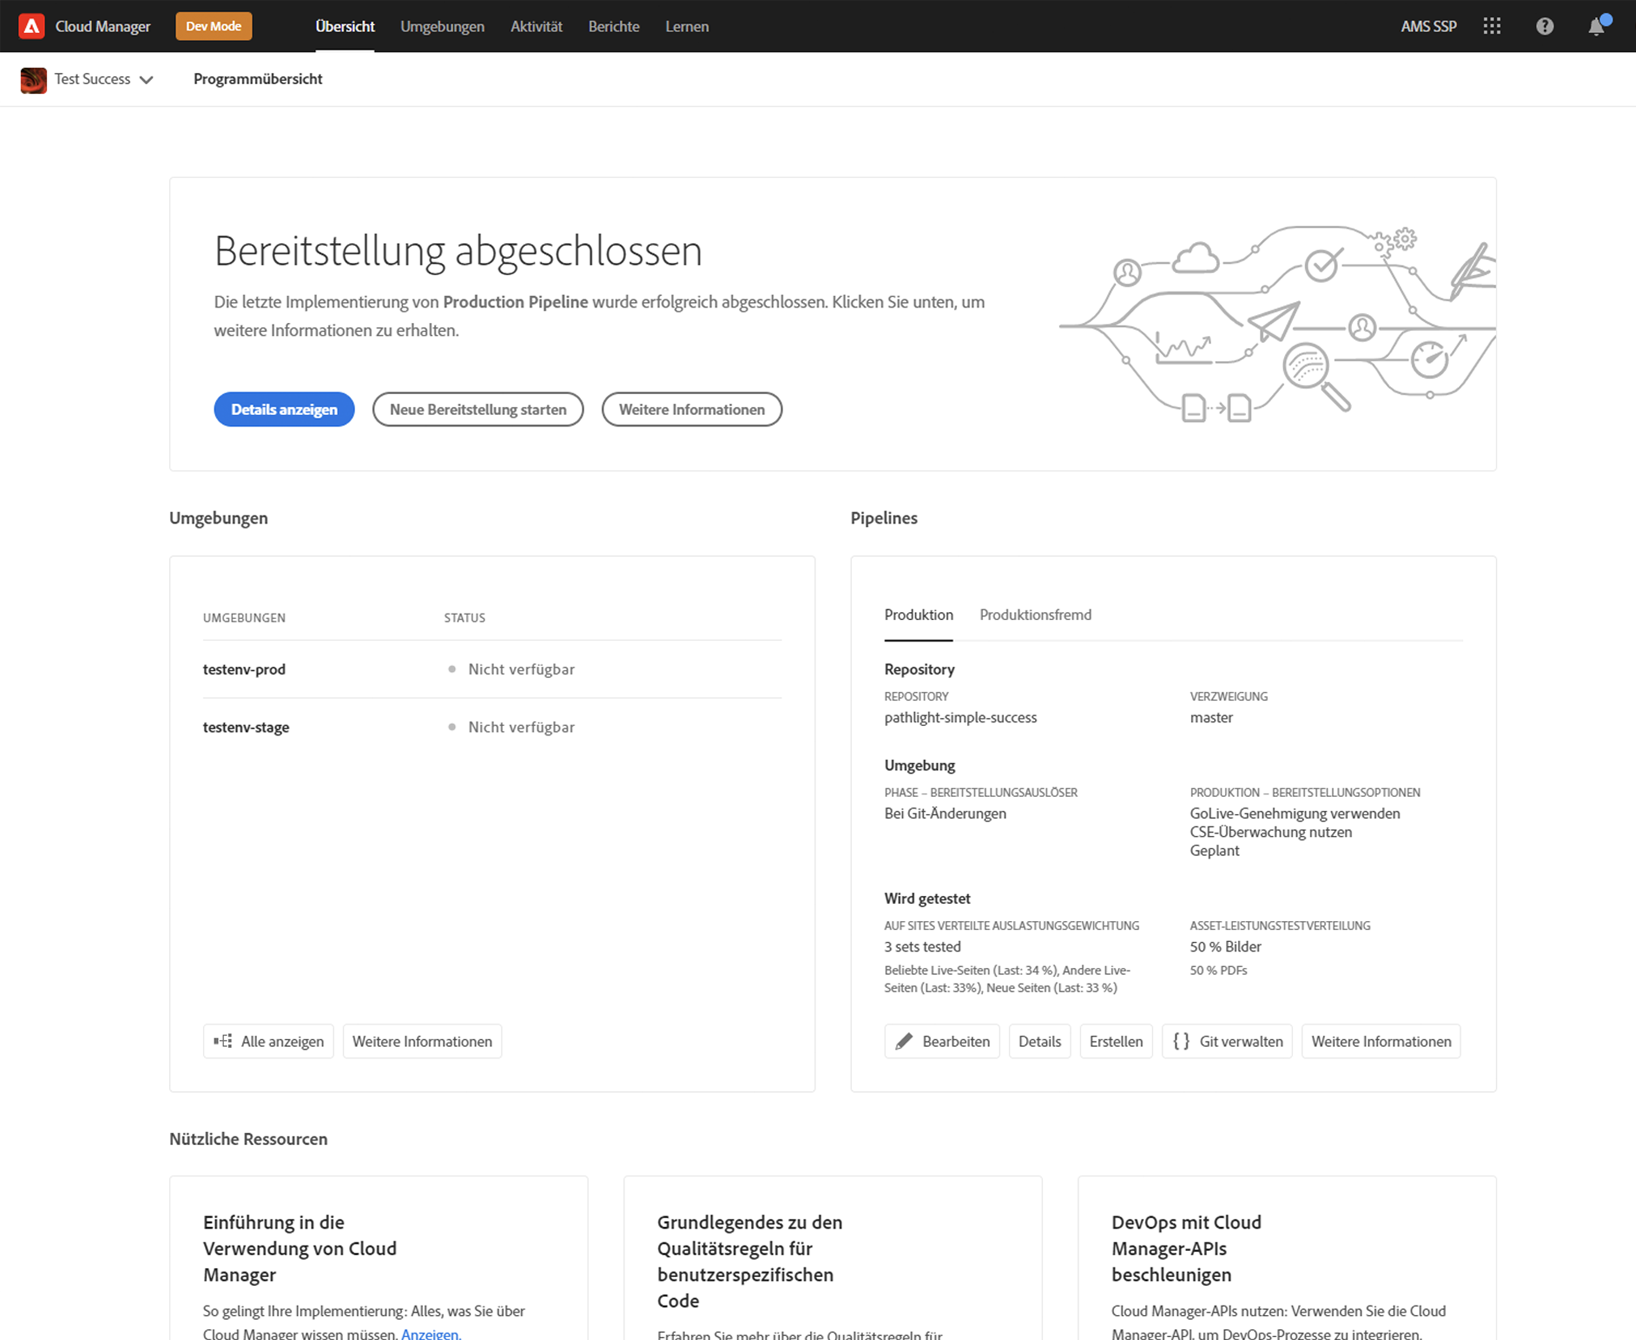 Cloud Manager
Dev Mode
Übersicht
Umgebungen
Aktivität
Berichte
Lernen
AMS SSP
Test Success
Programmübersicht
Bereitstellung abgeschlossen
Die letzte Implementierung von Production Pipeline wurde erfolgreich abgeschlossen. Klicken Sie unten, um
weitere Informationen zu erhalten.
Details anzeigen
Neue Bereitstellung starten
Weitere Informationen
Umgebungen
UMGEBUNGEN STATUS
testenv-prod Nicht verfügbar
testenv-stage Nicht verfügbar
Alle anzeigen
Weitere Informationen
Pipelines
Produktion
Produktionsfremd
Repository
REPOSITORY
pathlight-simple-success
VERZWEIGUNG
master
Umgebung
PHASE – BEREITSTELLUNGSAUSLÖSER
Bei Git-Änderungen
PRODUKTION – BEREITSTELLUNGSOPTIONEN
GoLive-Genehmigung verwenden
CSE-Überwachung nutzen
Geplant
Wird getestet
AUF SITES VERTEILTE AUSLASTUNGSGEWICHTUNG
3 sets tested
Beliebte Live-Seiten (Last: 34 %), Andere Live-
Seiten (Last: 33%), Neue Seiten (Last: 33 %)
ASSET-LEISTUNGSTESTVERTEILUNG
50 % Bilder
50 % PDFs
Bearbeiten
Details
Erstellen
Git verwalten
Weitere Informationen
Nützliche Ressourcen
Einführung in die
Verwendung von Cloud
Manager
So gelingt Ihre Implementierung: Alles, was Sie über
Cloud Manager wissen müssen. Anzeigen.
Grundlegendes zu den
Qualitätsregeln für
benutzerspezifischen
Code
Erfahren Sie mehr über die Qualitätsregeln für
DevOps mit Cloud
Manager-APIs
beschleunigen
Cloud Manager-APIs nutzen: Verwenden Sie die Cloud
Manager-API, um DevOps-Prozesse zu integrieren.